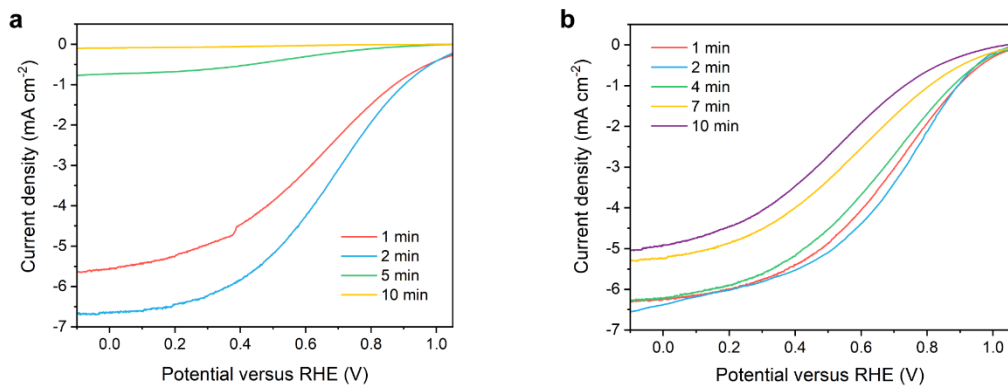 a
0
-1
-2
-3
-4
-5
-6
-7
Current density (mA cm⁻²)
1 min
2 min
5 min
10 min
0.0 0.2 0.4 0.6 0.8 1.0
Potential versus RHE (V)
b
0
-1
-2
-3
-4
-5
-6
-7
Current density (mA cm⁻²)
1 min
2 min
4 min
7 min
10 min
0.0 0.2 0.4 0.6 0.8 1.0
Potential versus RHE (V)